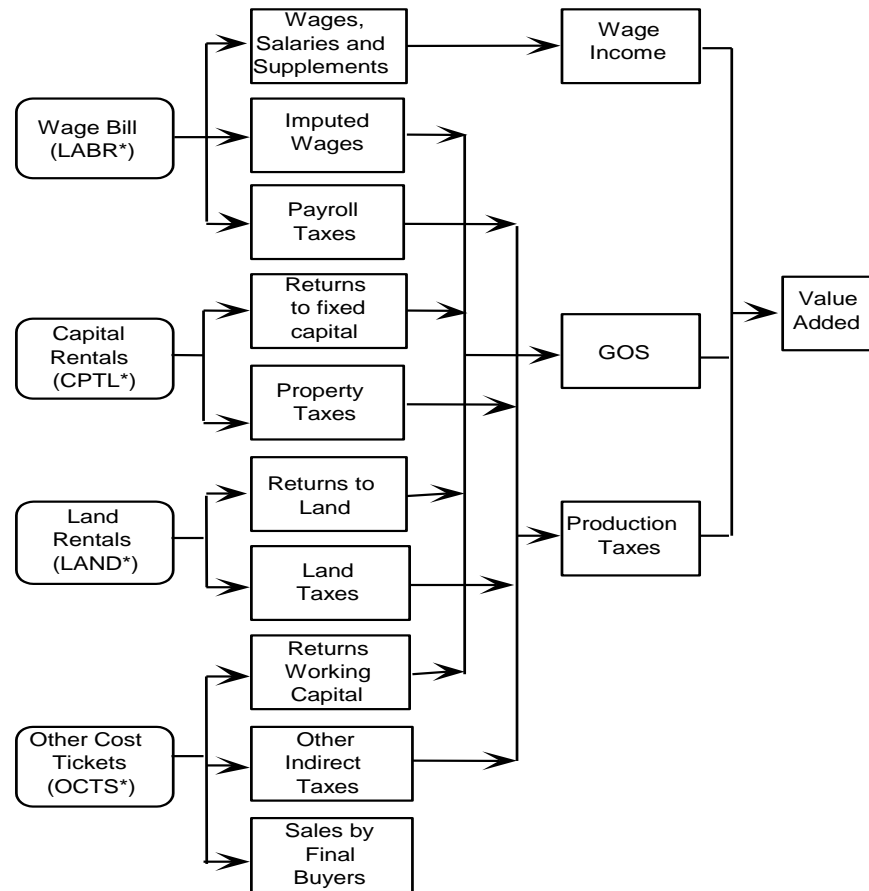 Wages,
Salaries and
Supplements
Wage
Income
Wage Bill
(LABR*)
Imputed
Wages
Payroll
Taxes
Returns
to fixed
capital
Value
Added
Capital
Rentals
(CPTL*)
GOS
Property
Taxes
Returns to
Land
Land
Rentals
(LAND*)
Production
Taxes
Land
Taxes
Returns
Working
Capital
Other Cost
Tickets
(OCTS*)
Other
Indirect
Taxes
Sales by
Final
Buyers